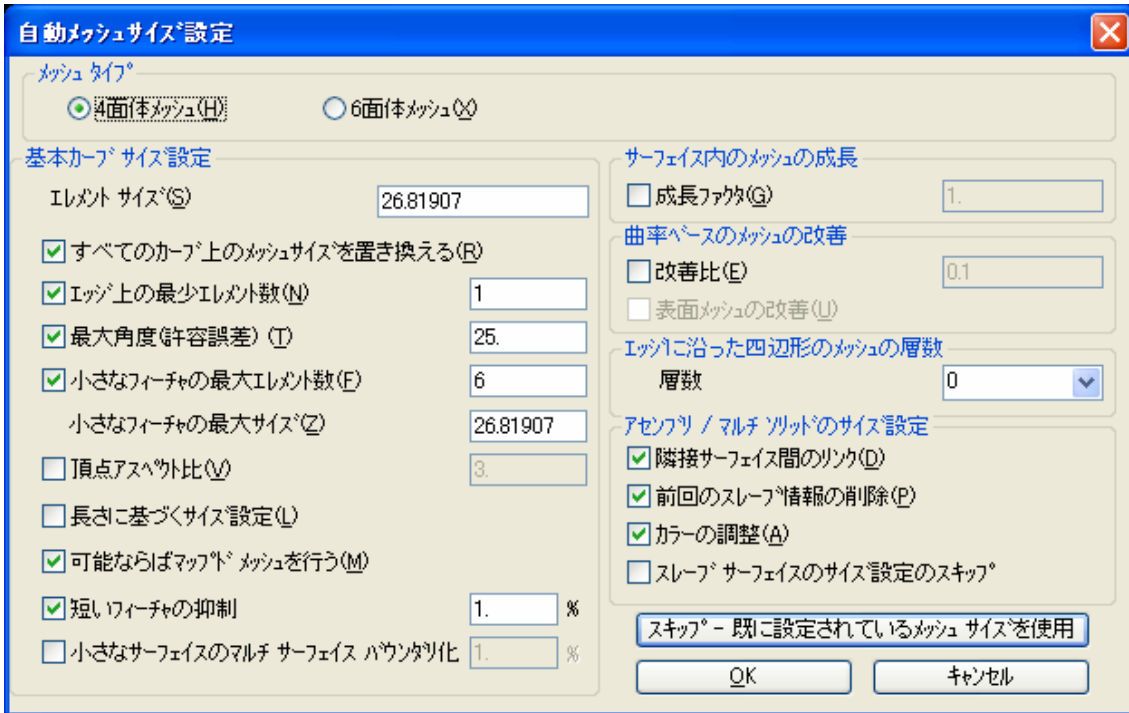 自動メッシュサイズ設定
メッシュ タイプ
4面体メッシュ(H)
6面体メッシュ(X)
基本カーブ サイズ設定
エレメント サイズ(S)
26.81907
すべてのカーブ上のメッシュサイズを置き換える(R)
エッジ上の最少エレメント数(N)
1
最大角度(許容誤差) (T)
25.
小さなフィーチャの最大エレメント数(F)
6
小さなフィーチャの最大サイズ(Z)
26.81907
頂点アスペクト比(V)
3.
長さに基づくサイズ設定(L)
可能ならばマップド メッシュを行う(M)
短いフィーチャの抑制
1.
%
小さなサーフェイスのマルチ サーフェイス バウンダリ化
1.
%
サーフェイス内のメッシュの成長
成長ファクタ(G)
1.
曲率ベースのメッシュの改善
改善比(E)
0.1
表面メッシュの改善(U)
エッジに沿った四辺形のメッシュの層数
層数
0
アセンブリ / マルチ ソリッドのサイズ設定
隣接サーフェイス間のリンク(D)
前回のスレーブ情報の削除(P)
カラーの調整(A)
スレーブ サーフェイスのサイズ設定のスキップ
スキップ - 既に設定されているメッシュ サイズを使用
OK
キャンセル